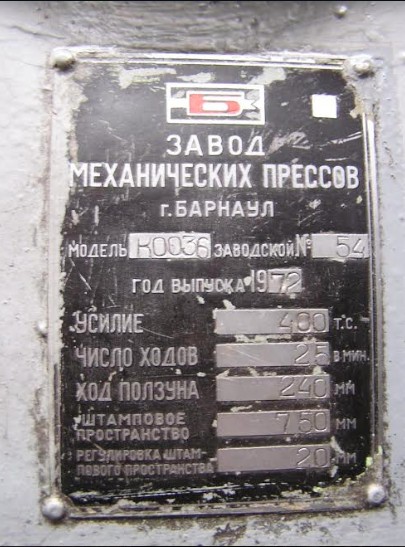 Б
ЗАВОД
МЕХАНИЧЕСКИХ ПРЕССОВ
г. БАРНАУЛ
МОДЕЛЬ К0036 ЗАВОДСКОЙ № 54
ГОД ВЫПУСКА 1972
УСИЛИЕ 400 Т.С.
ЧИСЛО ХОДОВ 25 В МИН.
ХОД ПОЛЗУНА 240 ММ
ШТАМПОВОЕ ПРОСТРАНСТВО 750 ММ
РЕГУЛИРОВКА ШТАМ-
ПОВОГО ПРОСТРАНСТВА 20 ММ